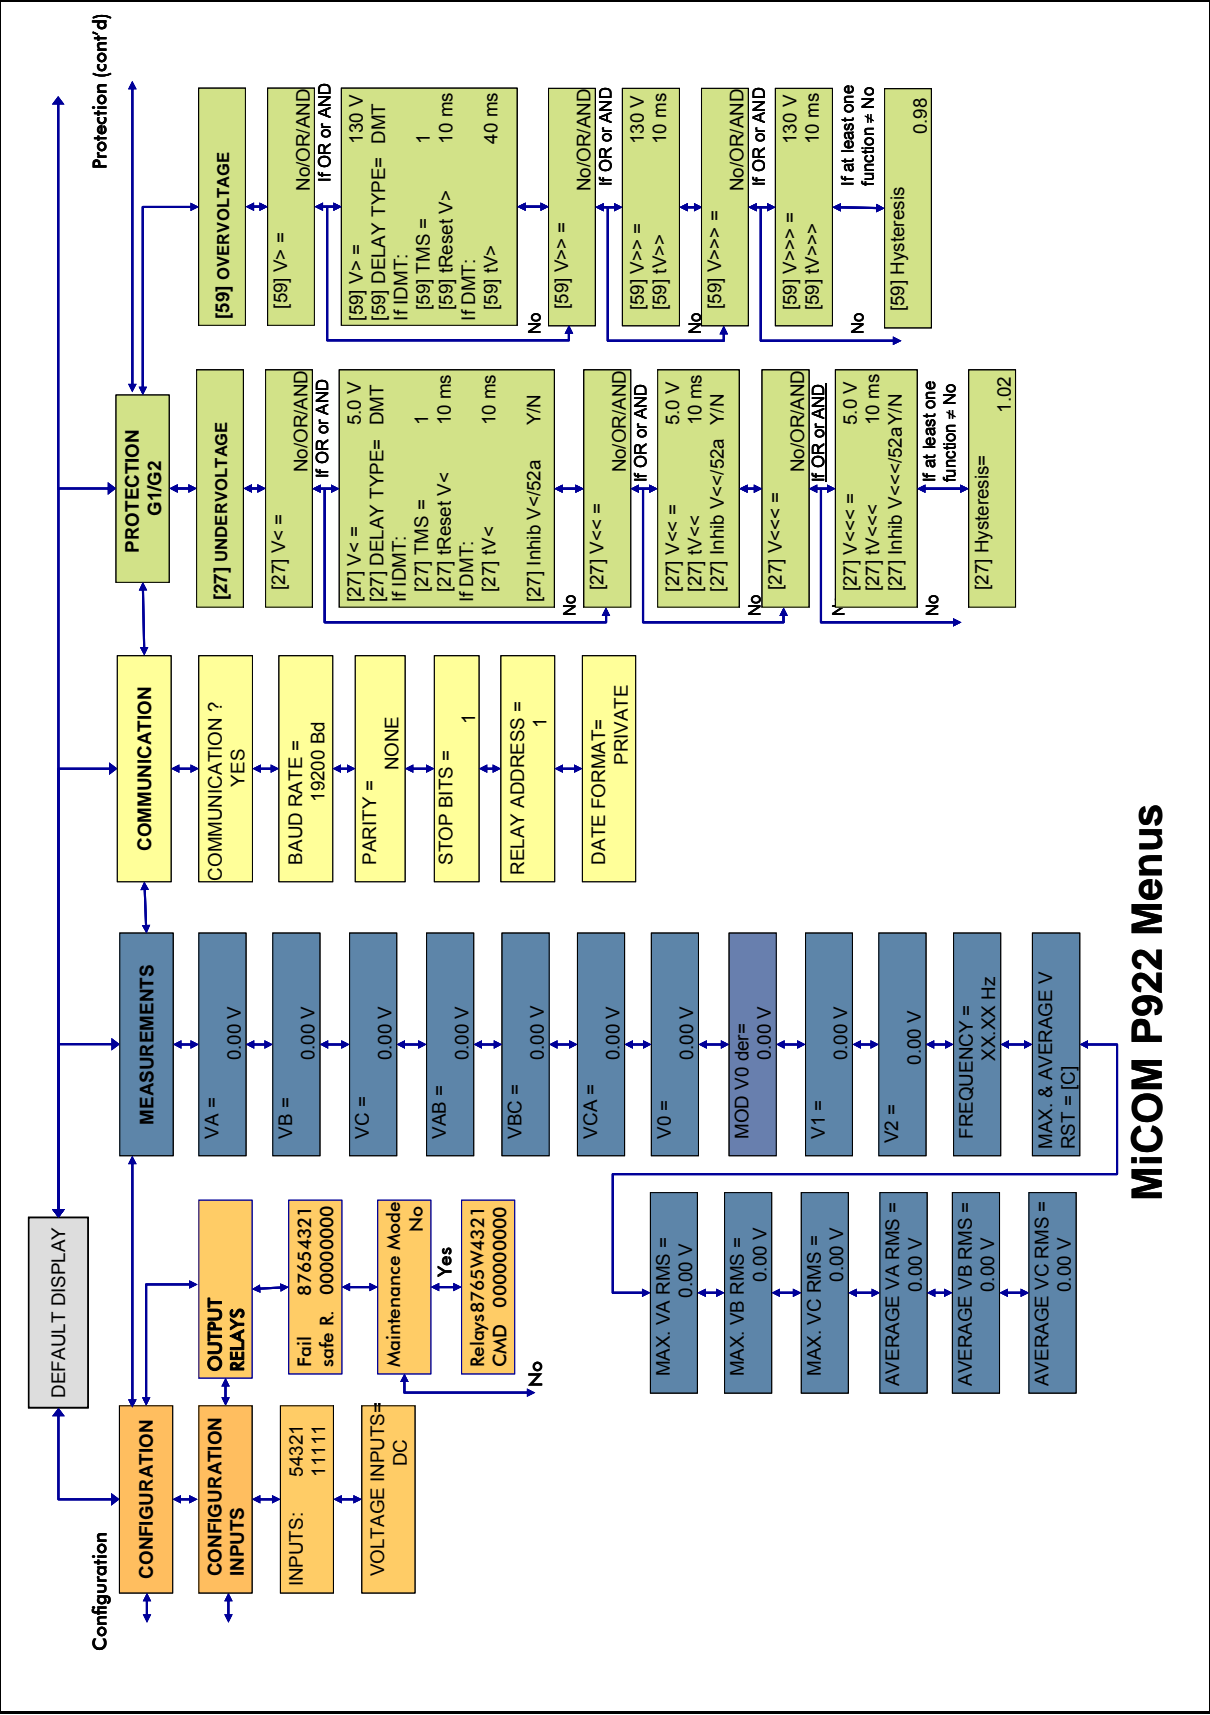 DEFAULT DISPLAY
Configuration
CONFIGURATION
CONFIGURATION
INPUTS
INPUTS: 54321
11111
VOLTAGE INPUTS=
DC
OUTPUT
RELAYS
Fail 87654321
safe R. 00000000
Maintenance Mode
No
Yes
No
Relays8765W4321
CMD 000000000
MEASUREMENTS
VA =
0.00 V
VB =
0.00 V
VC =
0.00 V
VAB =
0.00 V
VBC =
0.00 V
VCA =
0.00 V
V0 =
0.00 V
MOD V0 der=
0.00 V
V1 =
0.00 V
V2 =
0.00 V
FREQUENCY =
XX.XX Hz
MAX. & AVERAGE V
RST = [C]
MAX. VA RMS =
0.00 V
MAX. VB RMS =
0.00 V
MAX. VC RMS =
0.00 V
AVERAGE VA RMS =
0.00 V
AVERAGE VB RMS =
0.00 V
AVERAGE VC RMS =
0.00 V
COMMUNICATION
COMMUNICATION ?
YES
BAUD RATE =
19200 Bd
PARITY =
NONE
STOP BITS =
1
RELAY ADDRESS =
1
DATE FORMAT=
PRIVATE
PROTECTION
G1/G2
Protection (cont'd)
[27] UNDERVOLTAGE
[27] V< =
No/OR/AND
If OR or AND
[27] V< = 5.0 V
[27] DELAY TYPE= DMT
If IDMT:
[27] TMS = 1
[27] tReset V< 10 ms
If DMT:
[27] tV< 10 ms
[27] Inhib V</52a Y/N
No
[27] V<< =
No/OR/AND
If OR or AND
[27] V<< = 5.0 V
[27] tV<< 10 ms
[27] Inhib V<</52a Y/N
No
[27] V<<< =
No/OR/AND
If OR or AND
[27] V<<< = 5.0 V
[27] tV<<< 10 ms
[27] Inhib V<<</52a Y/N
No
If at least one
function ≠ No
[27] Hysteresis=
1.02
[59] OVERVOLTAGE
[59] V> =
No/OR/AND
If OR or AND
[59] V> = 130 V
[59] DELAY TYPE= DMT
If IDMT:
[59] TMS = 1
[59] tReset V> 10 ms
If DMT:
[59] tV> 40 ms
No
[59] V>> =
No/OR/AND
If OR or AND
[59] V>> = 130 V
[59] tV>> 10 ms
No
[59] V>>> =
No/OR/AND
If OR or AND
[59] V>>> = 130 V
[59] tV>>> 10 ms
No
If at least one
function ≠ No
[59] Hysteresis
0.98
MiCOM P922 Menus